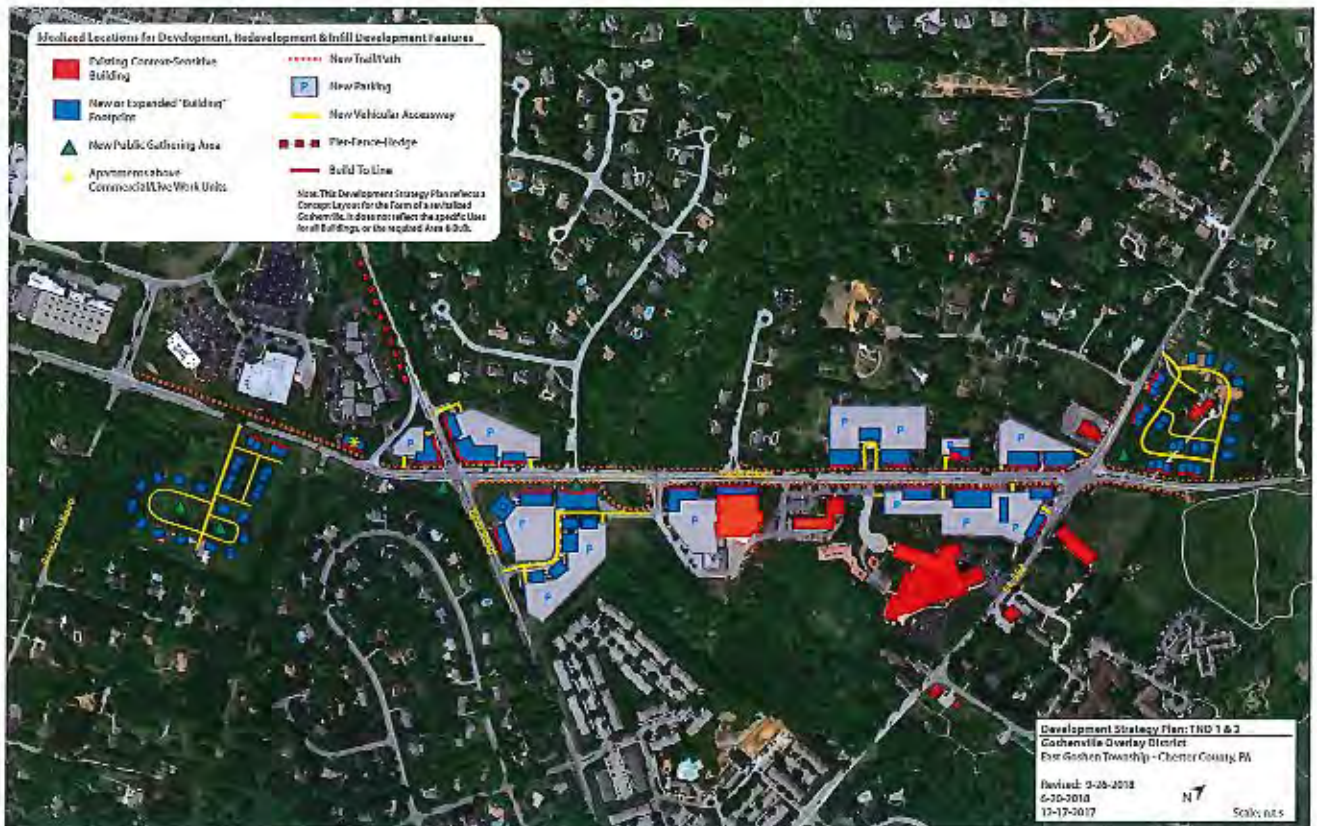 Idealized Locations for Development, Redevelopment & Infill Development Features
Existing Context-Sensitive
Building
New or Expanded "Building"
Footprint
New Public Gathering Area
Apartments above
Commercial/Live Work Units
New Trail/Path
P
New Parking
New Vehicular Accessway
Pier-Fence-Hedge
Build To Line
Note: This Development Strategy Plan reflects a
Concept Layout for the Form of a revitalized
Goshenville. It does not reflect the specific Uses
for all Buildings, or the required Area & Bulk.
P
P
P
P
P
P
P
P
P
P
P
P
P
Development Strategy Plan: TND 1 & 2
Goshenville Overlay District
East Goshen Township - Chester County, PA
Revised: 9-26-2018
6-20-2018
12-17-2017
N
Scale: n.t.s